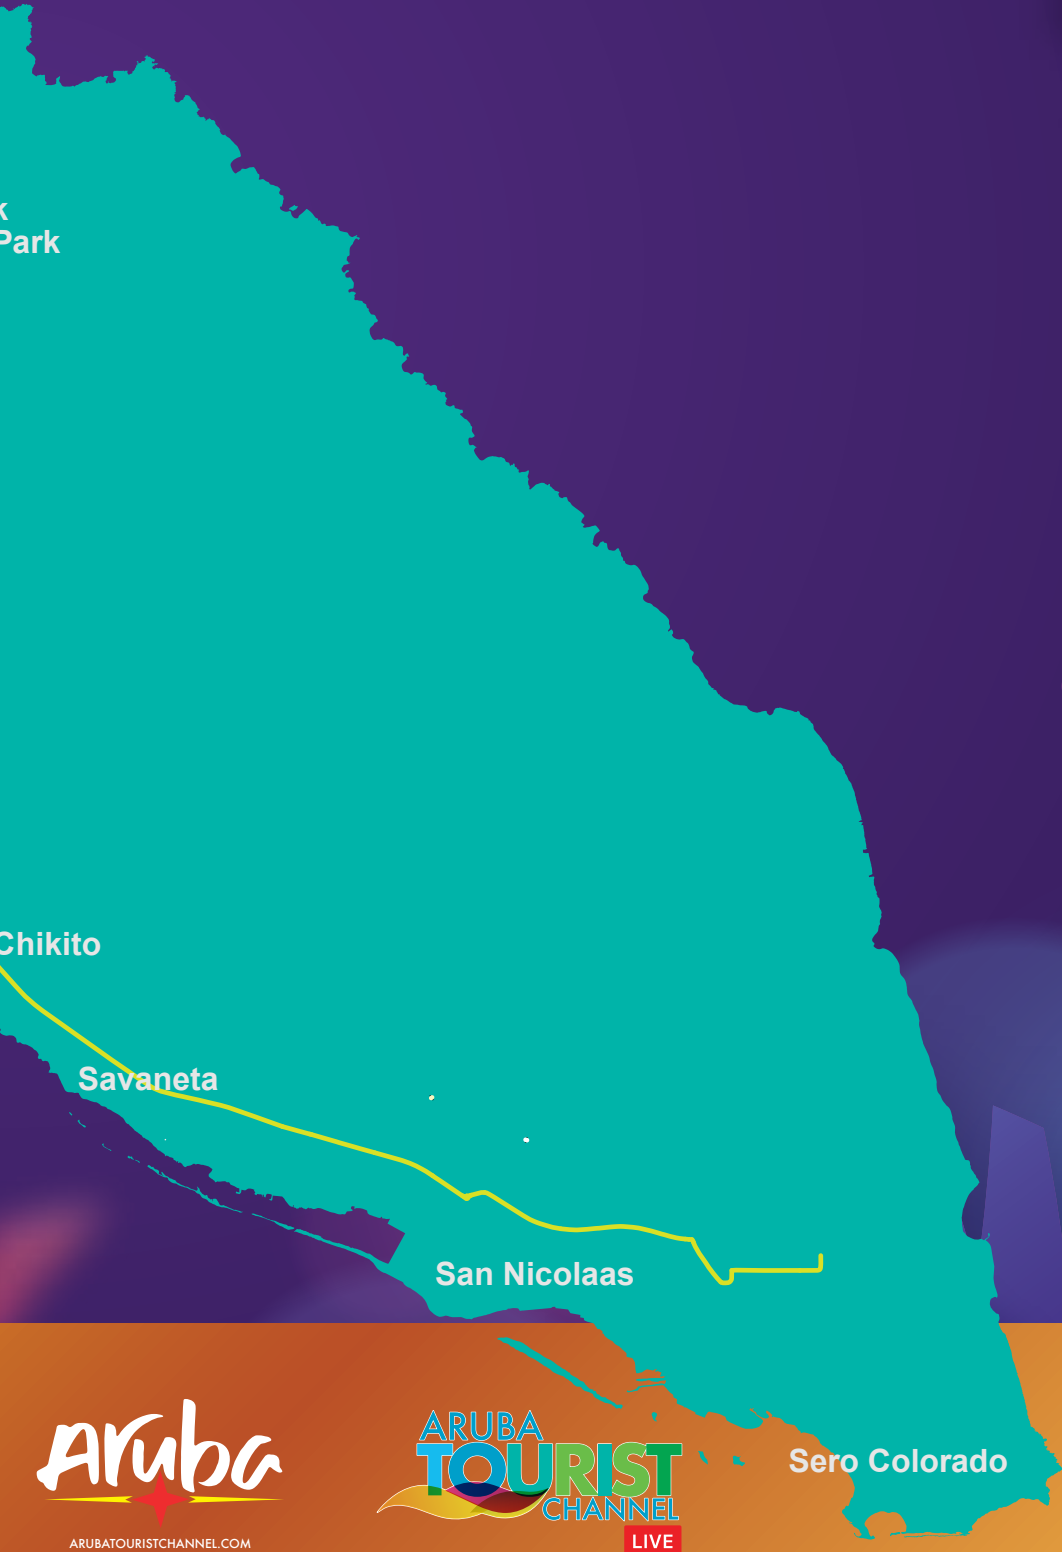 k
Park
Chikito
Savaneta
San Nicolaas
Sero Colorado
aruba
ARUBATOURISTCHANNEL.COM
ARUBA
TOURIST
CHANNEL
LIVE